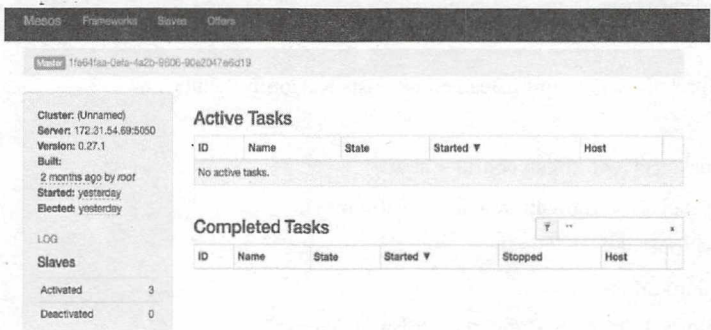 Mesos Frameworks Slaves Offers
Master 1fe64faa-0efa-4a2b-9606-90e2047e6d19
Cluster: (Unnamed)
Server: 172.31.54.69:5050
Version: 0.27.1
Built:
2 months ago by root
Started: yesterday
Elected: yesterday
LOG
Slaves
Activated 3
Deactivated 0
Active Tasks
ID Name State Started ▼ Host
No active tasks.
Completed Tasks
ID Name State Started ▼ Stopped Host